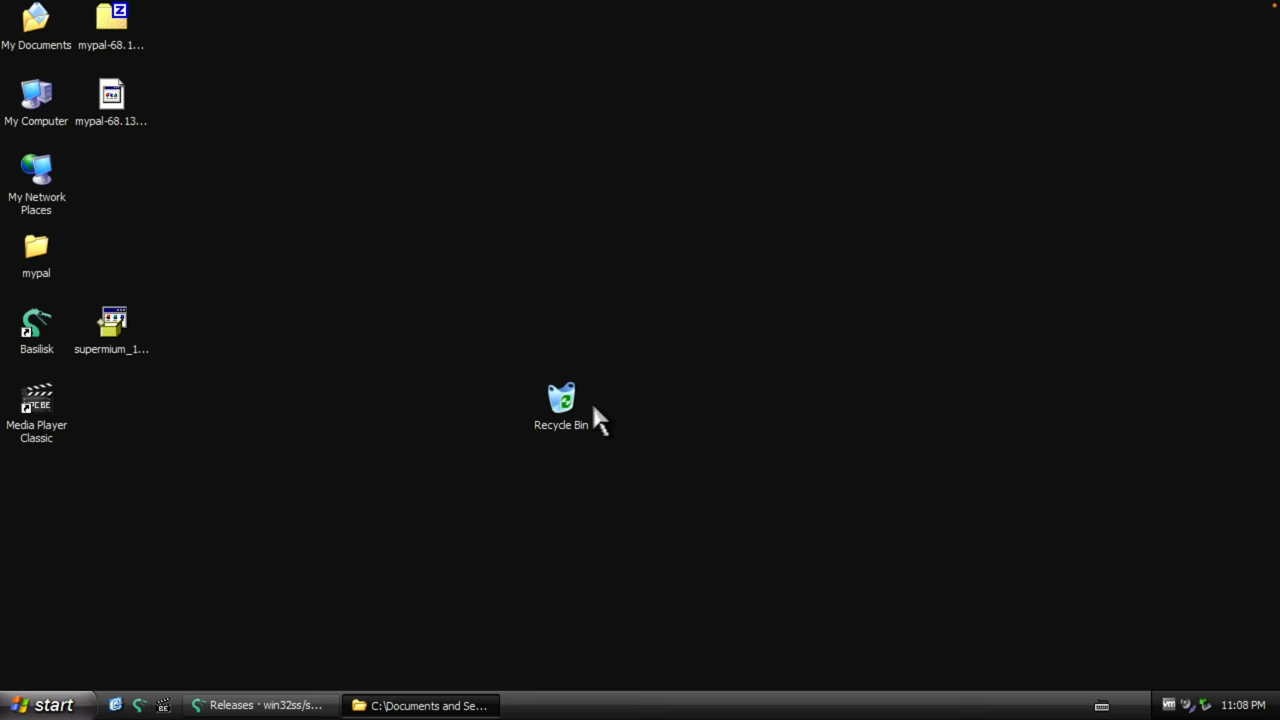 My Documents
mypal-68.1...
My Computer
mypal-68.13...
My Network
Places
mypal
Basilisk
supermium_1...
Media Player
Classic
Recycle Bin
start
Releases · win32ss/s...
C:\Documents and Se...
11:08 PM